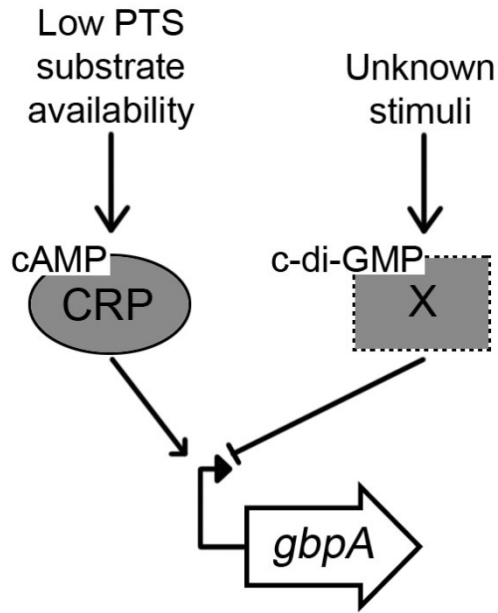 Low PTS
substrate
availability
Unknown
stimuli
cAMP
CRP
c-di-GMP
X
gbpA